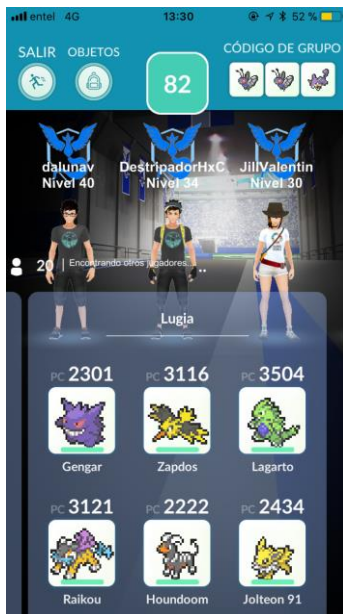 entel 4G 13:30 52 %
SALIR OBJETOS CÓDIGO DE GRUPO
82
dalunav DestripadorHxC JillValentin
Nivel 40 Nivel 34 Nivel 30
20 Encontrando otros jugadores...
Lugia
PC 2301 PC 3116 PC 3504
Gengar Zapdos Lagarto
PC 3121 PC 2222 PC 2434
Raikou Houndoom Jolteon 91